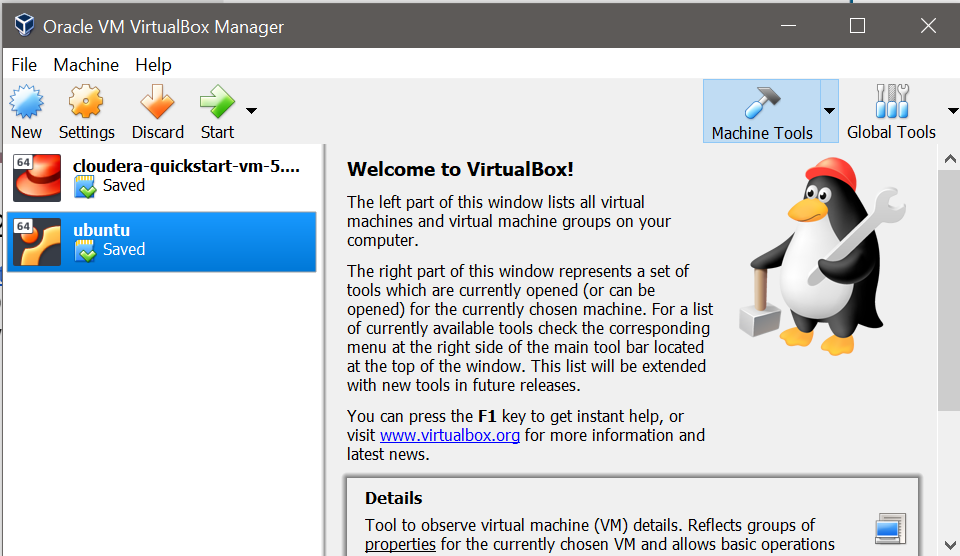 Oracle VM VirtualBox Manager
File Machine Help
New Settings Discard Start Machine Tools Global Tools
64 cloudera-quickstart-vm-5....
Saved
64 ubuntu
Saved
Welcome to VirtualBox!
The left part of this window lists all virtual
machines and virtual machine groups on your
computer.
The right part of this window represents a set of
tools which are currently opened (or can be
opened) for the currently chosen machine. For a list
of currently available tools check the corresponding
menu at the right side of the main tool bar located
at the top of the window. This list will be extended
with new tools in future releases.
You can press the F1 key to get instant help, or
visit www.virtualbox.org for more information and
latest news.
Details
Tool to observe virtual machine (VM) details. Reflects groups of
properties for the currently chosen VM and allows basic operations